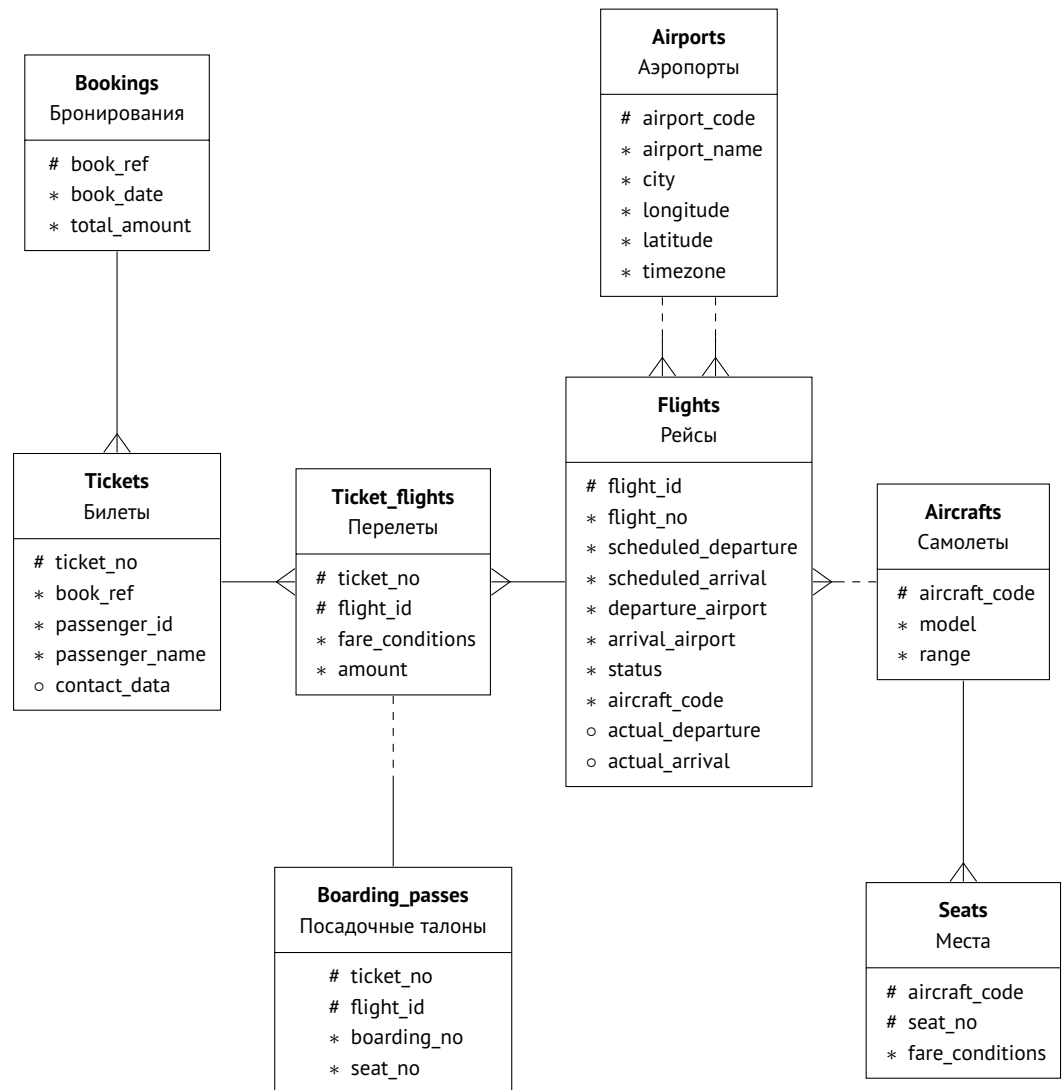 Bookings
Бронирования
# book_ref
∗ book_date
∗ total_amount
Airports
Аэропорты
# airport_code
∗ airport_name
∗ city
∗ longitude
∗ latitude
∗ timezone
Tickets
Билеты
# ticket_no
∗ book_ref
∗ passenger_id
∗ passenger_name
○ contact_data
Ticket_flights
Перелеты
# ticket_no
# flight_id
∗ fare_conditions
∗ amount
Flights
Рейсы
# flight_id
∗ flight_no
∗ scheduled_departure
∗ scheduled_arrival
∗ departure_airport
∗ arrival_airport
∗ status
∗ aircraft_code
○ actual_departure
○ actual_arrival
Aircrafts
Самолеты
# aircraft_code
∗ model
∗ range
Boarding_passes
Посадочные талоны
# ticket_no
# flight_id
∗ boarding_no
∗ seat_no
Seats
Места
# aircraft_code
# seat_no
∗ fare_conditions